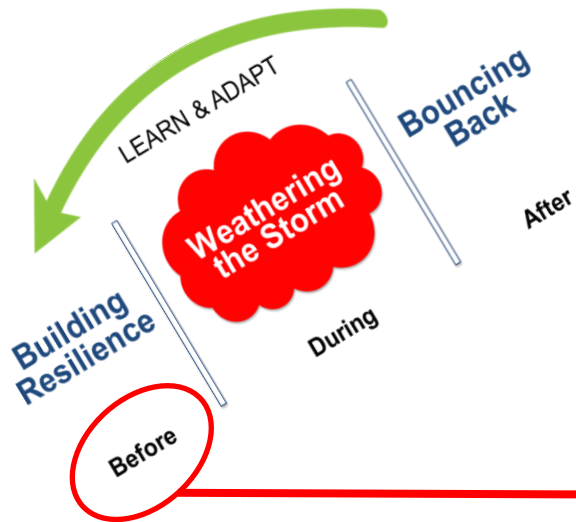 LEARN & ADAPT
Building
Resilience
Weathering
the Storm
Bouncing
Back
Before
During
After